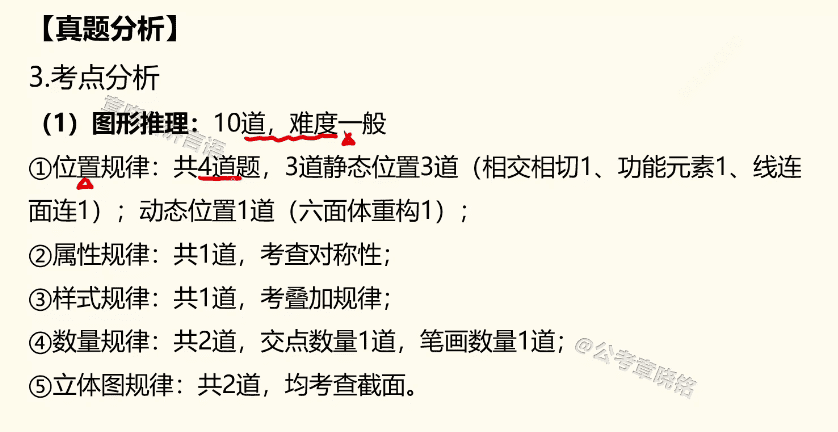 【真题分析】
3.考点分析
（1）图形推理：10道，难度一般
①位置规律：共4道题，3道静态位置3道（相交相切1、功能元素1、线连
面连1）；动态位置1道（六面体重构1）；
②属性规律：共1道，考查对称性；
③样式规律：共1道，考叠加规律；
④数量规律：共2道，交点数量1道，笔画数量1道；
⑤立体图规律：共2道，均考查截面。
@公考章晓铭